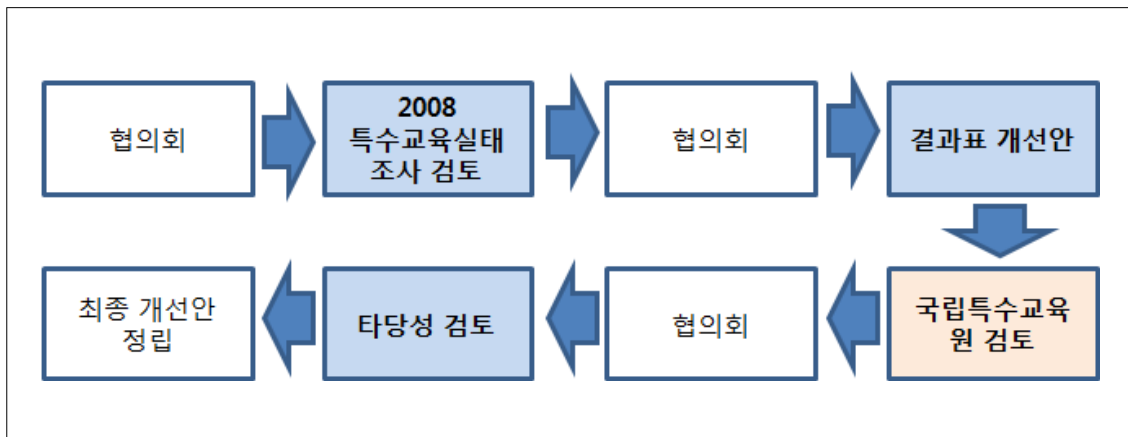 협의회
2008
특수교육실태
조사 검토
협의회
결과표 개선안
국립특수교육
원 검토
협의회
타당성 검토
최종 개선안
정립